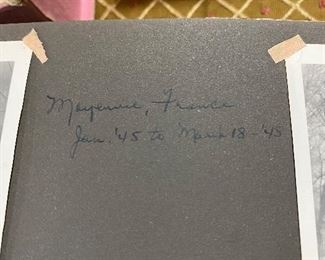 Mayenne, France
Jan. '45 to March 18 - '45